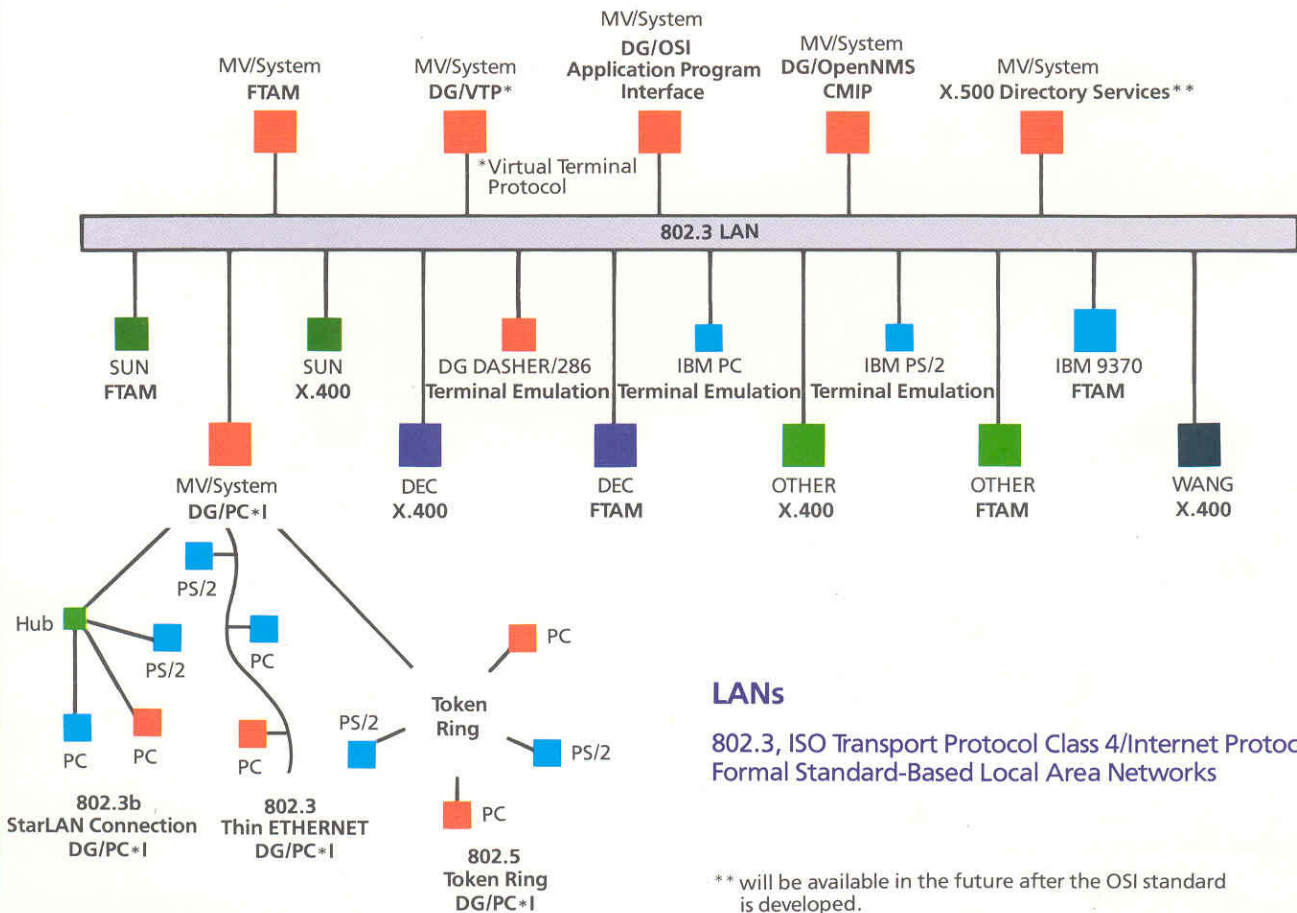 MV/System
FTAM
MV/System
DG/VTP*
*Virtual Terminal
Protocol
MV/System
DG/OSI
Application Program
Interface
MV/System
DG/OpenNMS
CMIP
MV/System
X.500 Directory Services**
802.3 LAN
SUN
FTAM
SUN
X.400
DG DASHER/286
Terminal Emulation
IBM PC
Terminal Emulation
IBM PS/2
Terminal Emulation
IBM 9370
FTAM
MV/System
DG/PC*I
DEC
X.400
DEC
FTAM
OTHER
X.400
OTHER
FTAM
WANG
X.400
Hub
PS/2
PC
PC
802.3b
StarLAN Connection
DG/PC*I
PS/2
PC
PC
802.3
Thin ETHERNET
DG/PC*I
Token
Ring
PC
PS/2
PS/2
PC
802.5
Token Ring
DG/PC*I
LANs
802.3, ISO Transport Protocol Class 4/Internet Protoc
Formal Standard-Based Local Area Networks
** will be available in the future after the OSI standard
is developed.